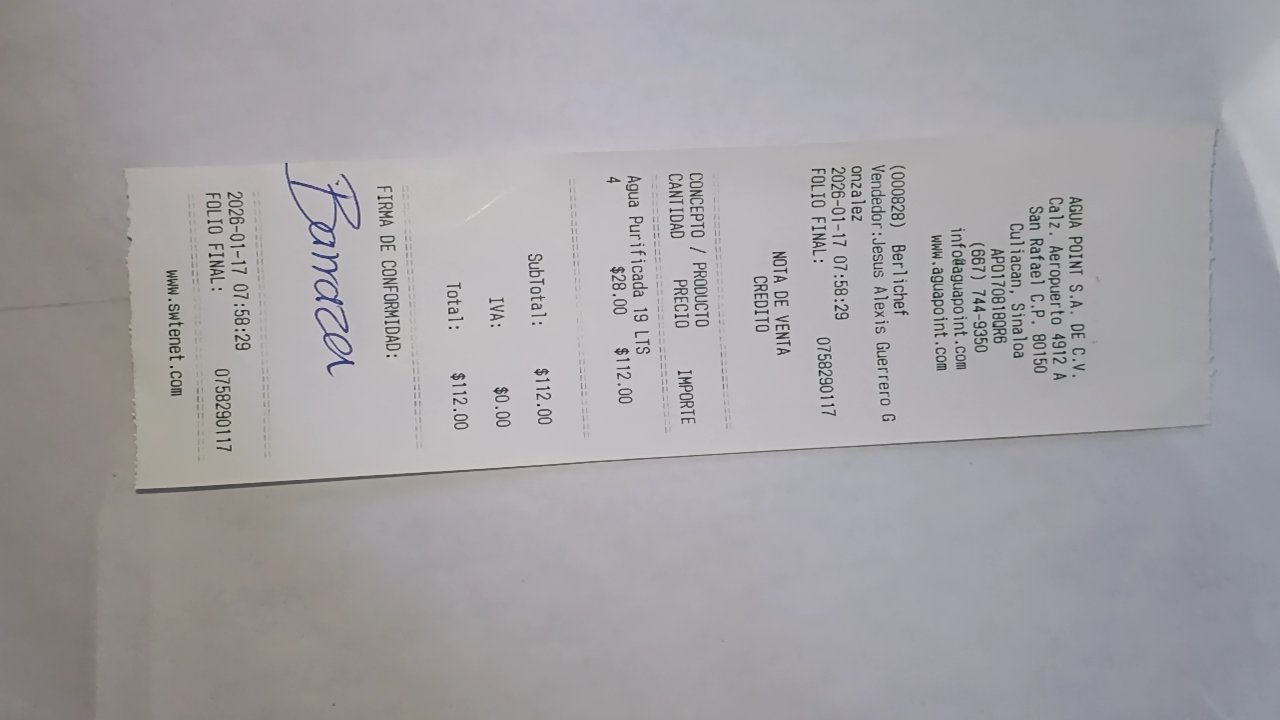 AGUA POINT S.A. DE C.V.
Calz. Aeropuerto 4912 A
San Rafael C.P. 80150
Culiacan, Sinaloa
APO170818QR6
(667) 744-9350
info@aguapoint.com
www.aguapoint.com
(000828) Berlichef
Vendedor:Jesus Alexis Guerrero G
onzalez
2026-01-17 07:58:29
FOLIO FINAL: 0758290117
NOTA DE VENTA
CREDITO
CONCEPTO / PRODUCTO
CANTIDAD PRECIO IMPORTE
Agua Purificada 19 LTS
4 $28.00 $112.00
SubTotal: $112.00
IVA: $0.00
Total: $112.00
FIRMA DE CONFORMIDAD:
2026-01-17 07:58:29
FOLIO FINAL: 0758290117
www.swtenet.com